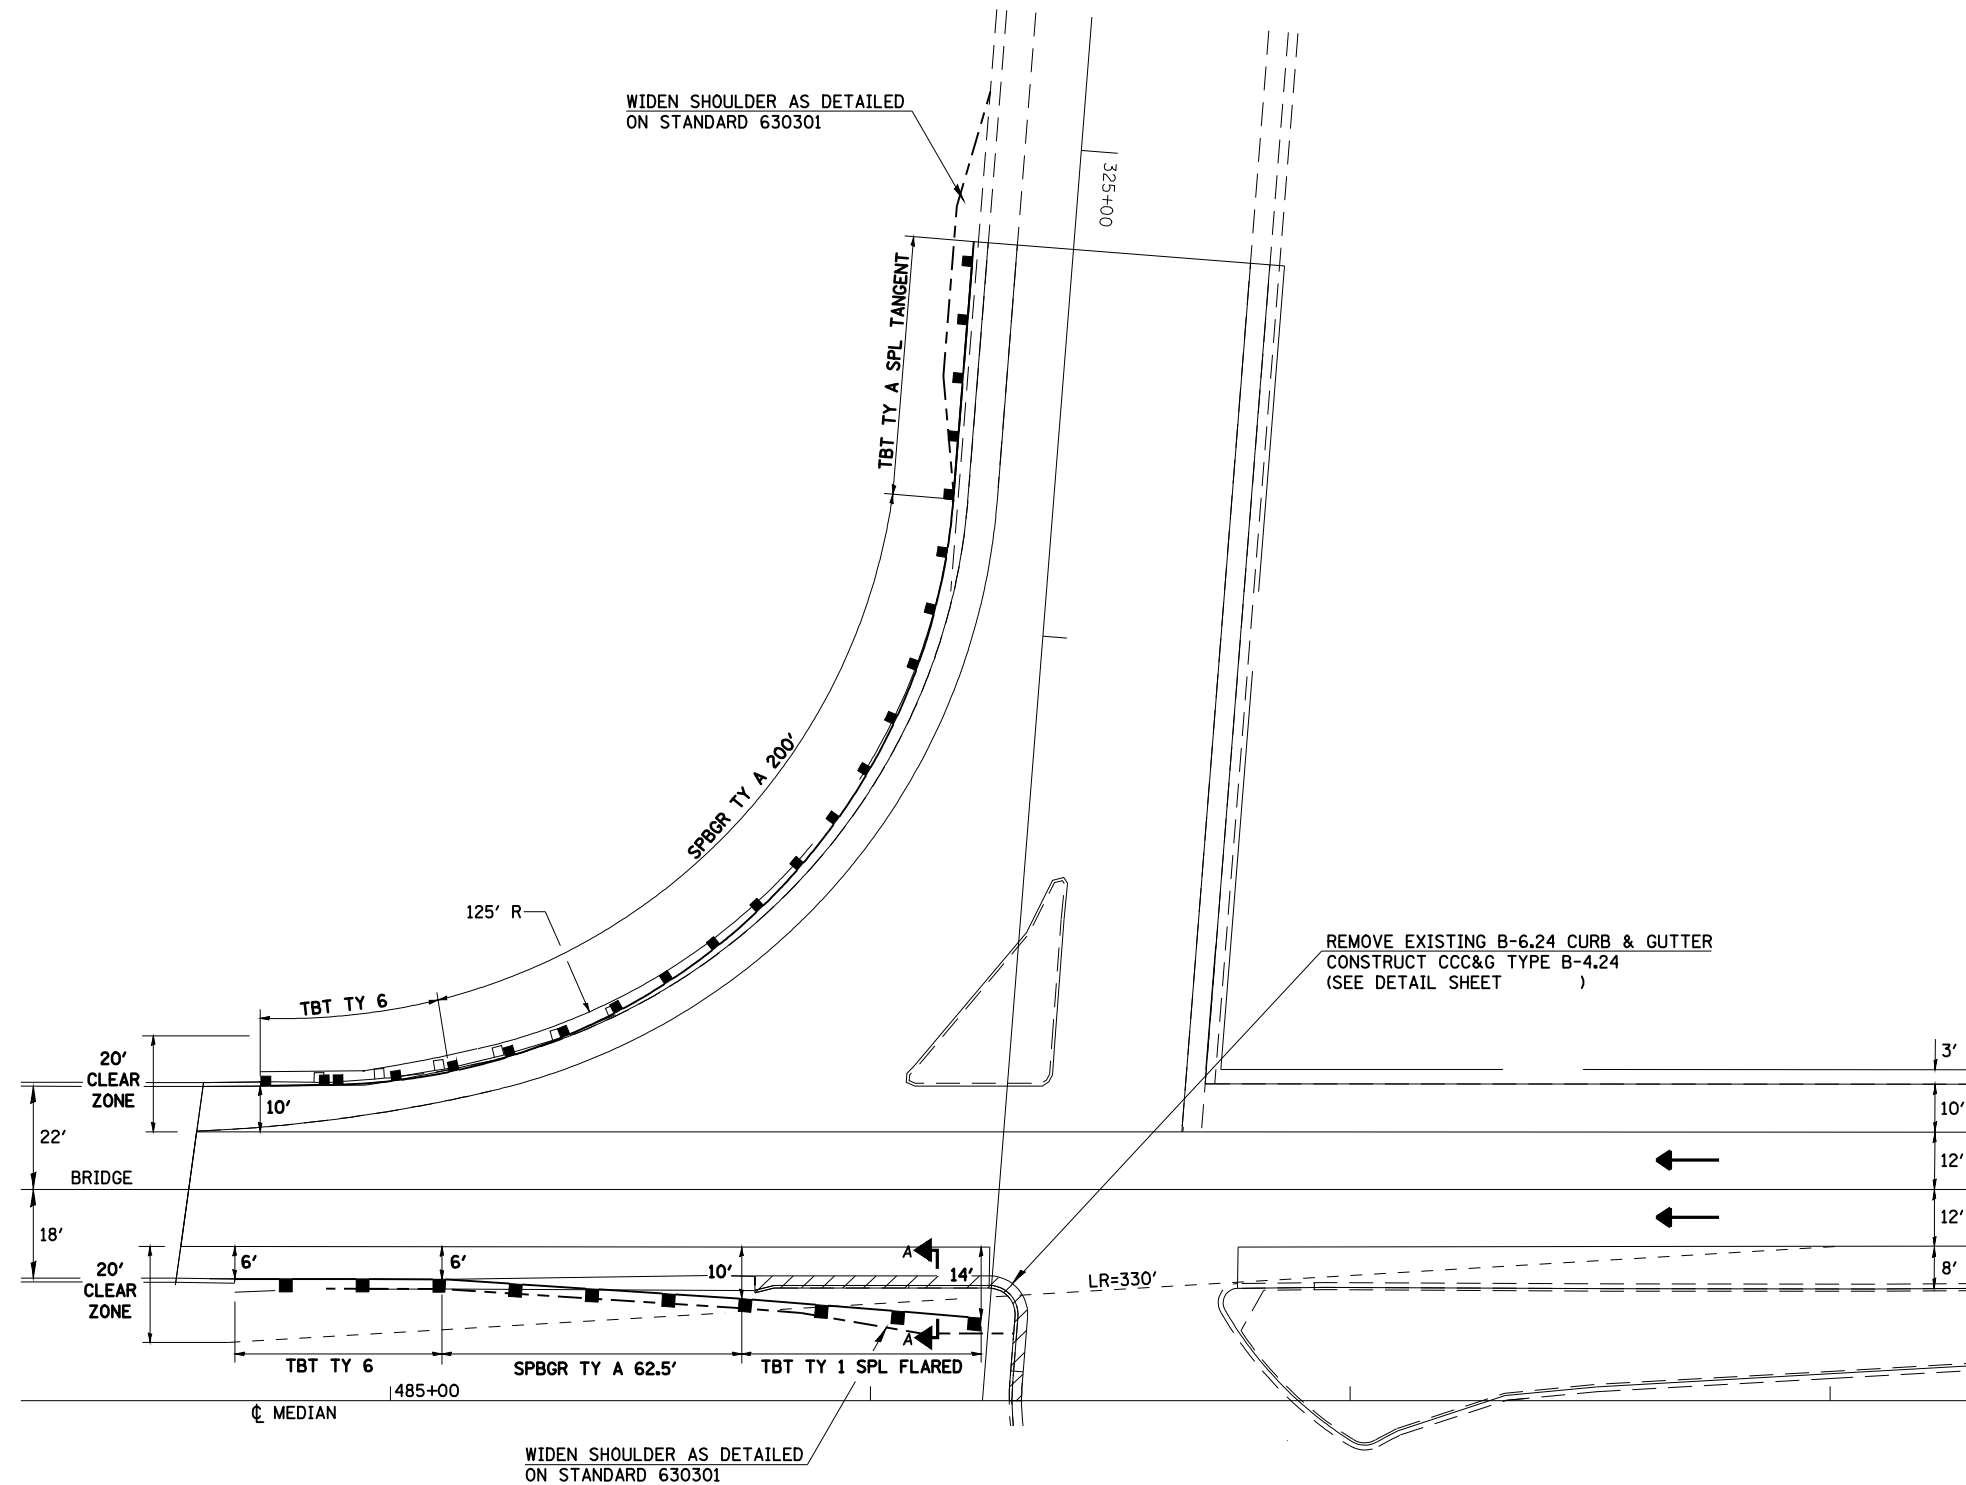 WIDEN SHOULDER AS DETAILED
ON STANDARD 630301
325+00
TBT TY A SPL TANGENT
SPBGR TY A 200'
125' R
REMOVE EXISTING B-6.24 CURB & GUTTER
CONSTRUCT CCC&G TYPE B-4.24
(SEE DETAIL SHEET )
TBT TY 6
20'
CLEAR
ZONE
3'
10'
10'
22'
12'
BRIDGE
12'
18'
6'
6'
10'
A
14'
LR=330'
8'
20'
CLEAR
ZONE
A
TBT TY 6
SPBGR TY A 62.5'
TBT TY 1 SPL FLARED
485+00
℄ MEDIAN
WIDEN SHOULDER AS DETAILED
ON STANDARD 630301